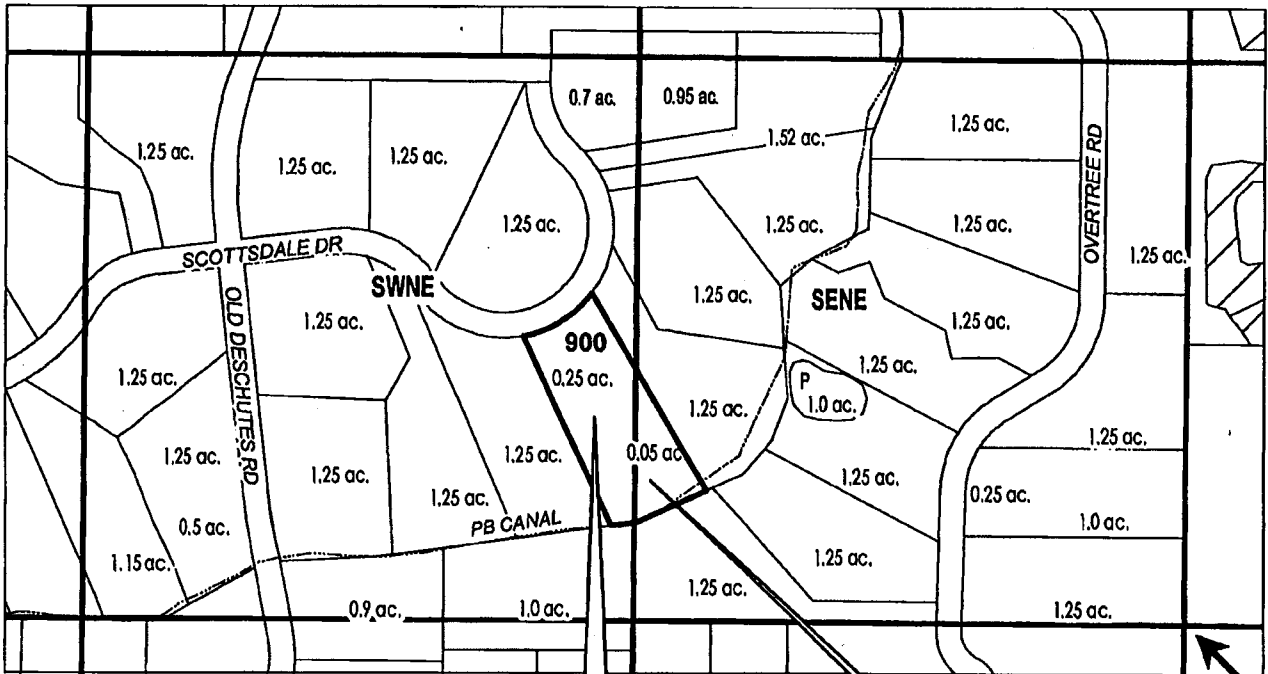 0.7 ac.
0.95 ac.
1.25 ac.
1.25 ac.
1.25 ac.
1.52 ac.
1.25 ac.
OVERTREE RD
1.25 ac.
1.25 ac.
1.25 ac.
1.25 ac.
SCOTTSDALE DR
SWNE
1.25 ac.
SENE
OLD DESCHUTES RD
1.25 ac.
1.25 ac.
900
0.25 ac.
1.25 ac.
1.25 ac.
P
1.0 ac.
1.25 ac.
1.25 ac.
1.25 ac.
1.25 ac.
1.25 ac.
0.05 ac
1.25 ac.
1.25 ac.
0.25 ac.
0.5 ac.
PB CANAL
1.0 ac.
1.15 ac.
1.25 ac.
1.25 ac.
0.9 ac.
1.0 ac.
1.25 ac.